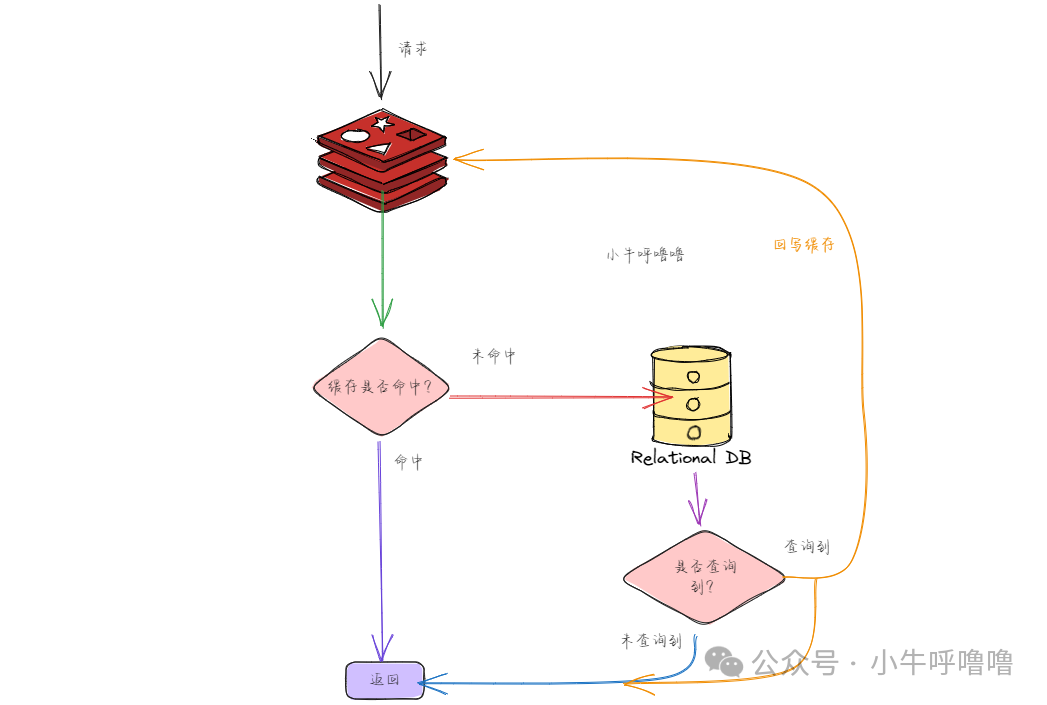 请求
回写缓存
小牛呼噜噜
未命中
缓存是否命中?
命中
Relational DB
查询到
是否查询
到?
未查询到
公众号·小牛呼噜噜
返回